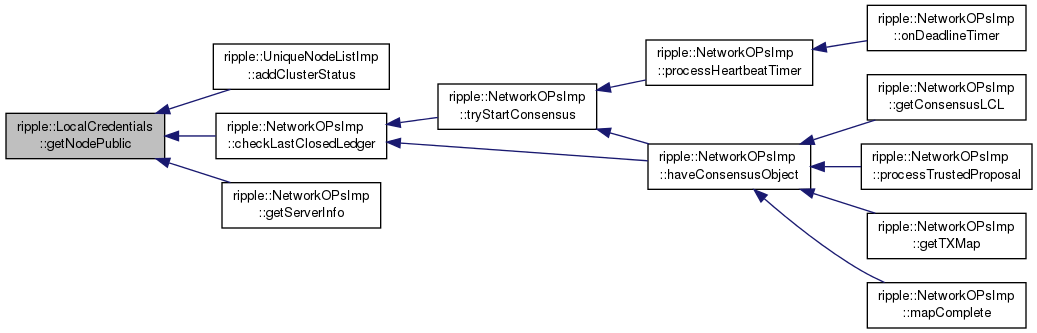 ripple::LocalCredentials
::getNodePublic
ripple::UniqueNodeListImp
::addClusterStatus
ripple::NetworkOPsImp
::checkLastClosedLedger
ripple::NetworkOPsImp
::getServerInfo
ripple::NetworkOPsImp
::tryStartConsensus
ripple::NetworkOPsImp
::processHeartbeatTimer
ripple::NetworkOPsImp
::haveConsensusObject
ripple::NetworkOPsImp
::onDeadlineTimer
ripple::NetworkOPsImp
::getConsensusLCL
ripple::NetworkOPsImp
::processTrustedProposal
ripple::NetworkOPsImp
::getTXMap
ripple::NetworkOPsImp
::mapComplete